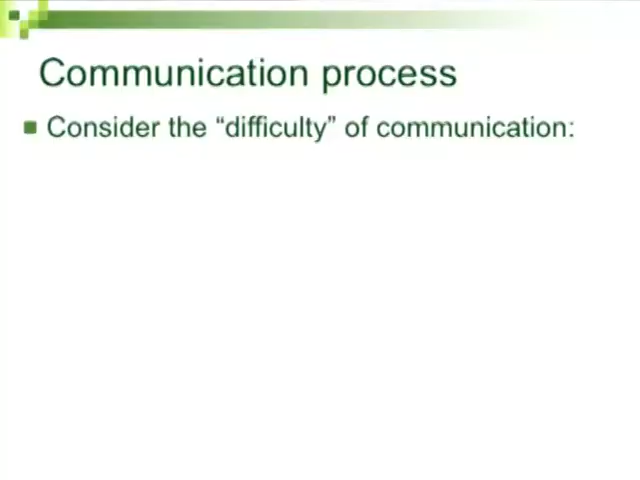 Communication process
Consider the “difficulty” of communication: